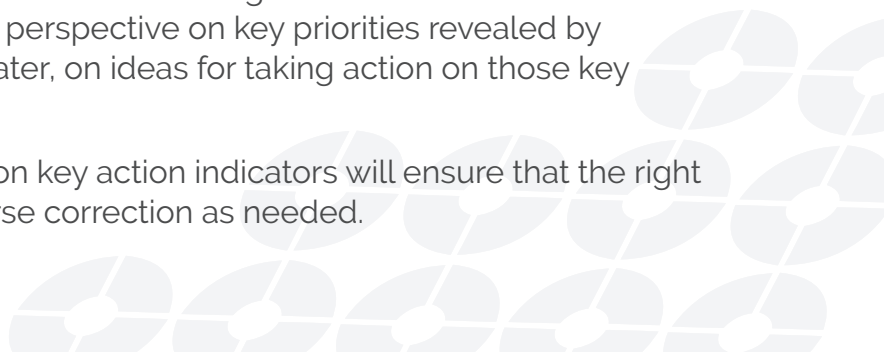 perspective on key priorities revealed by
ater, on ideas for taking action on those key
on key action indicators will ensure that the right
rse correction as needed.